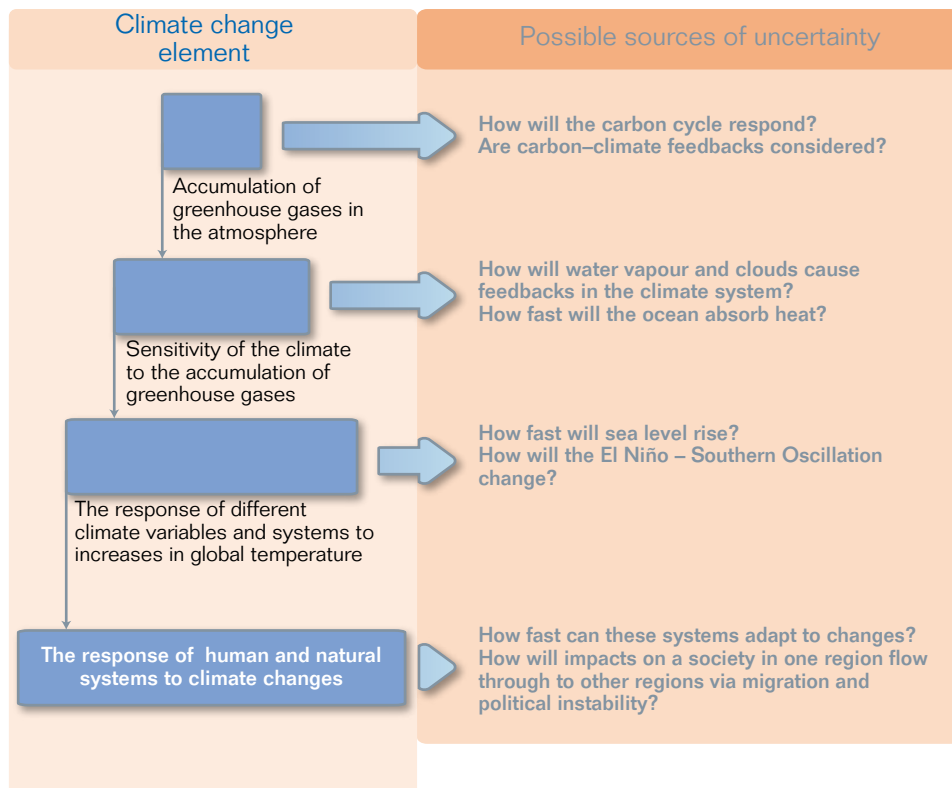 Climate change
element
Possible sources of uncertainty
How will the carbon cycle respond?
Are carbon–climate feedbacks considered?
Accumulation of
greenhouse gases in
the atmosphere
How will water vapour and clouds cause
feedbacks in the climate system?
How fast will the ocean absorb heat?
Sensitivity of the climate
to the accumulation of
greenhouse gases
How fast will sea level rise?
How will the El Niño – Southern Oscillation
change?
The response of different
climate variables and systems to
increases in global temperature
The response of human and natural
systems to climate changes
How fast can these systems adapt to changes?
How will impacts on a society in one region flow
through to other regions via migration and
political instability?